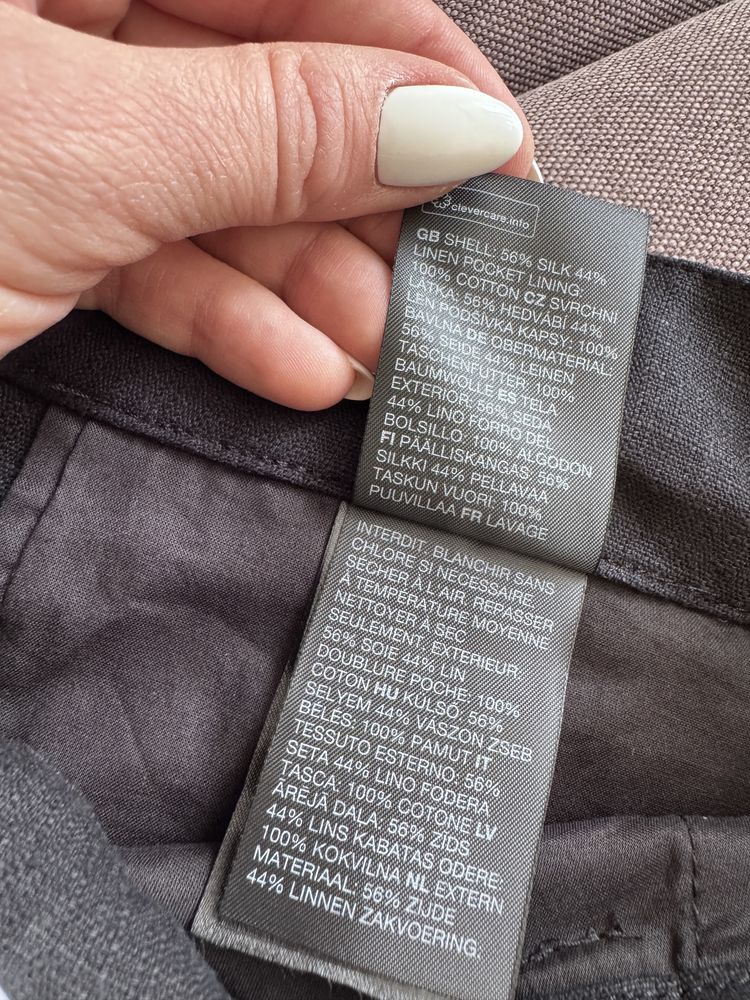 clevercare.info
GB SHELL: 56% SILK 44%
LINEN POCKET LINING:
100% COTTON CZ SVRCHNI
LÁTKA: 56% HEDVÁBÍ 44%
LEN PODŠÍVKA KAPSY: 100%
BAVLNA DE OBERMATERIAL:
56% SEIDE 44% LEINEN
TASCHENFUTTER: 100%
BAUMWOLLE ES TELA
EXTERIOR: 56% SEDA
44% LINO FORRO DEL
BOLSILLO: 100% ALGODON
FI PÄÄLLISKANGAS: 56%
SILKKI 44% PELLAVAA
TASKUN VUORI: 100%
PUUVILLAA FR LAVAGE
INTERDIT, BLANCHIR SANS
CHLORE SI NECESSAIRE,
SÉCHER À L'AIR, REPASSER
À TEMPÉRATURE MOYENNE
NETTOYER À SEC
SEULEMENT, EXTERIEUR:
56% SOIE 44% LIN
DOUBLURE POCHE: 100%
COTON HU KÜLSŐ: 56%
SELYEM 44% VÁSZON ZSEB
BÉLÉS: 100% PAMUT IT
TESSUTO ESTERNO: 56%
SETA 44% LINO FODERA
TASCA: 100% COTONE LV
ĀRĒJĀ DAĻA: 56% ZĪDS
44% LINS KABATAS ODERE:
100% KOKVILNA NL EXTERN
MATERIAAL: 56% ZIJDE
44% LINNEN ZAKVOERING: